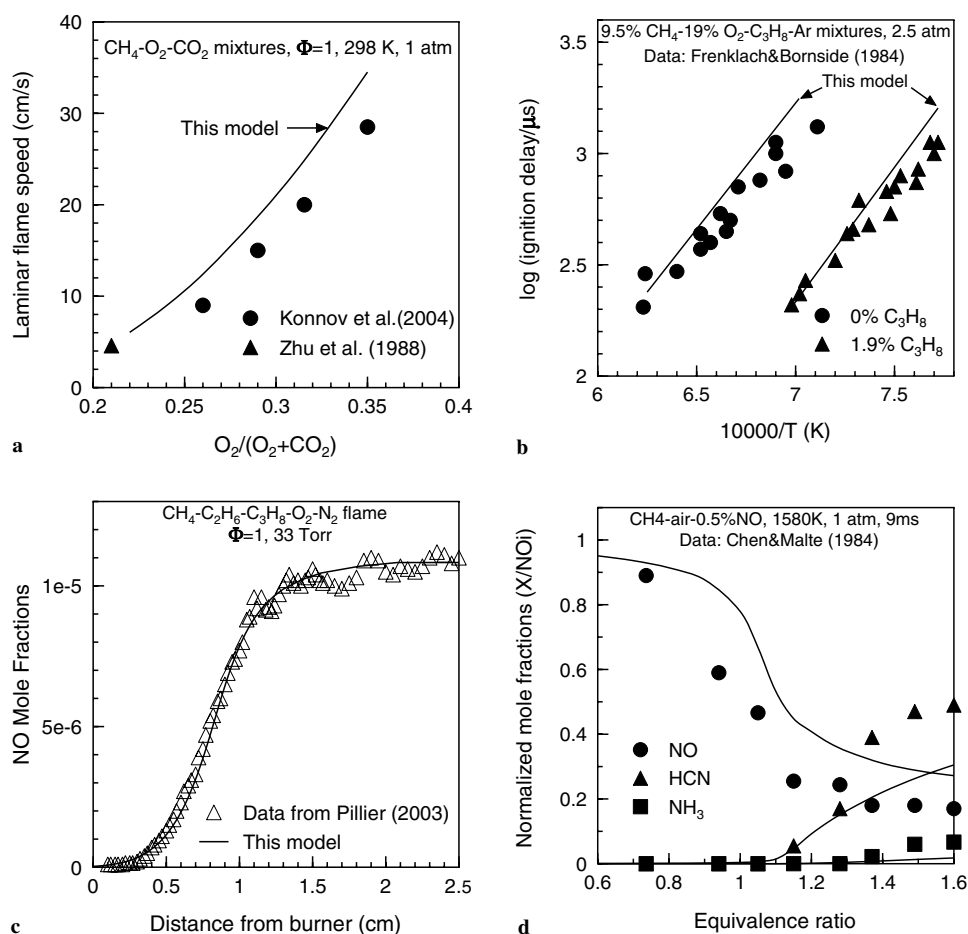 Laminar flame speed (cm/s)
40
30
20
10
0
CH₄-O₂-CO₂ mixtures, Φ=1, 298 K, 1 atm
This model
Konnov et al.(2004)
Zhu et al. (1988)
0.2
0.25
0.3
0.35
0.4
O₂/(O₂+CO₂)
a
log (ignition delay/µs)
3.5
3
2.5
2
9.5% CH₄-19% O₂-C₃H₈-Ar mixtures, 2.5 atm
Data: Frenklach&Bornside (1984)
This model
0% C₃H₈
1.9% C₃H₈
6
6.5
7
7.5
10000/T (K)
b
NO Mole Fractions
1e-5
5e-6
0
CH₄-C₂H₆-C₃H₈-O₂-N₂ flame
Φ=1, 33 Torr
Data from Pillier (2003)
This model
0
0.5
1
1.5
2
2.5
Distance from burner (cm)
c
Normalized mole fractions (X/NOi)
1
0.8
0.6
0.4
0.2
0
CH4-air-0.5%NO, 1580K, 1 atm, 9ms
Data: Chen&Malte (1984)
NO
HCN
NH₃
0.6
0.8
1
1.2
1.4
1.6
Equivalence ratio
d